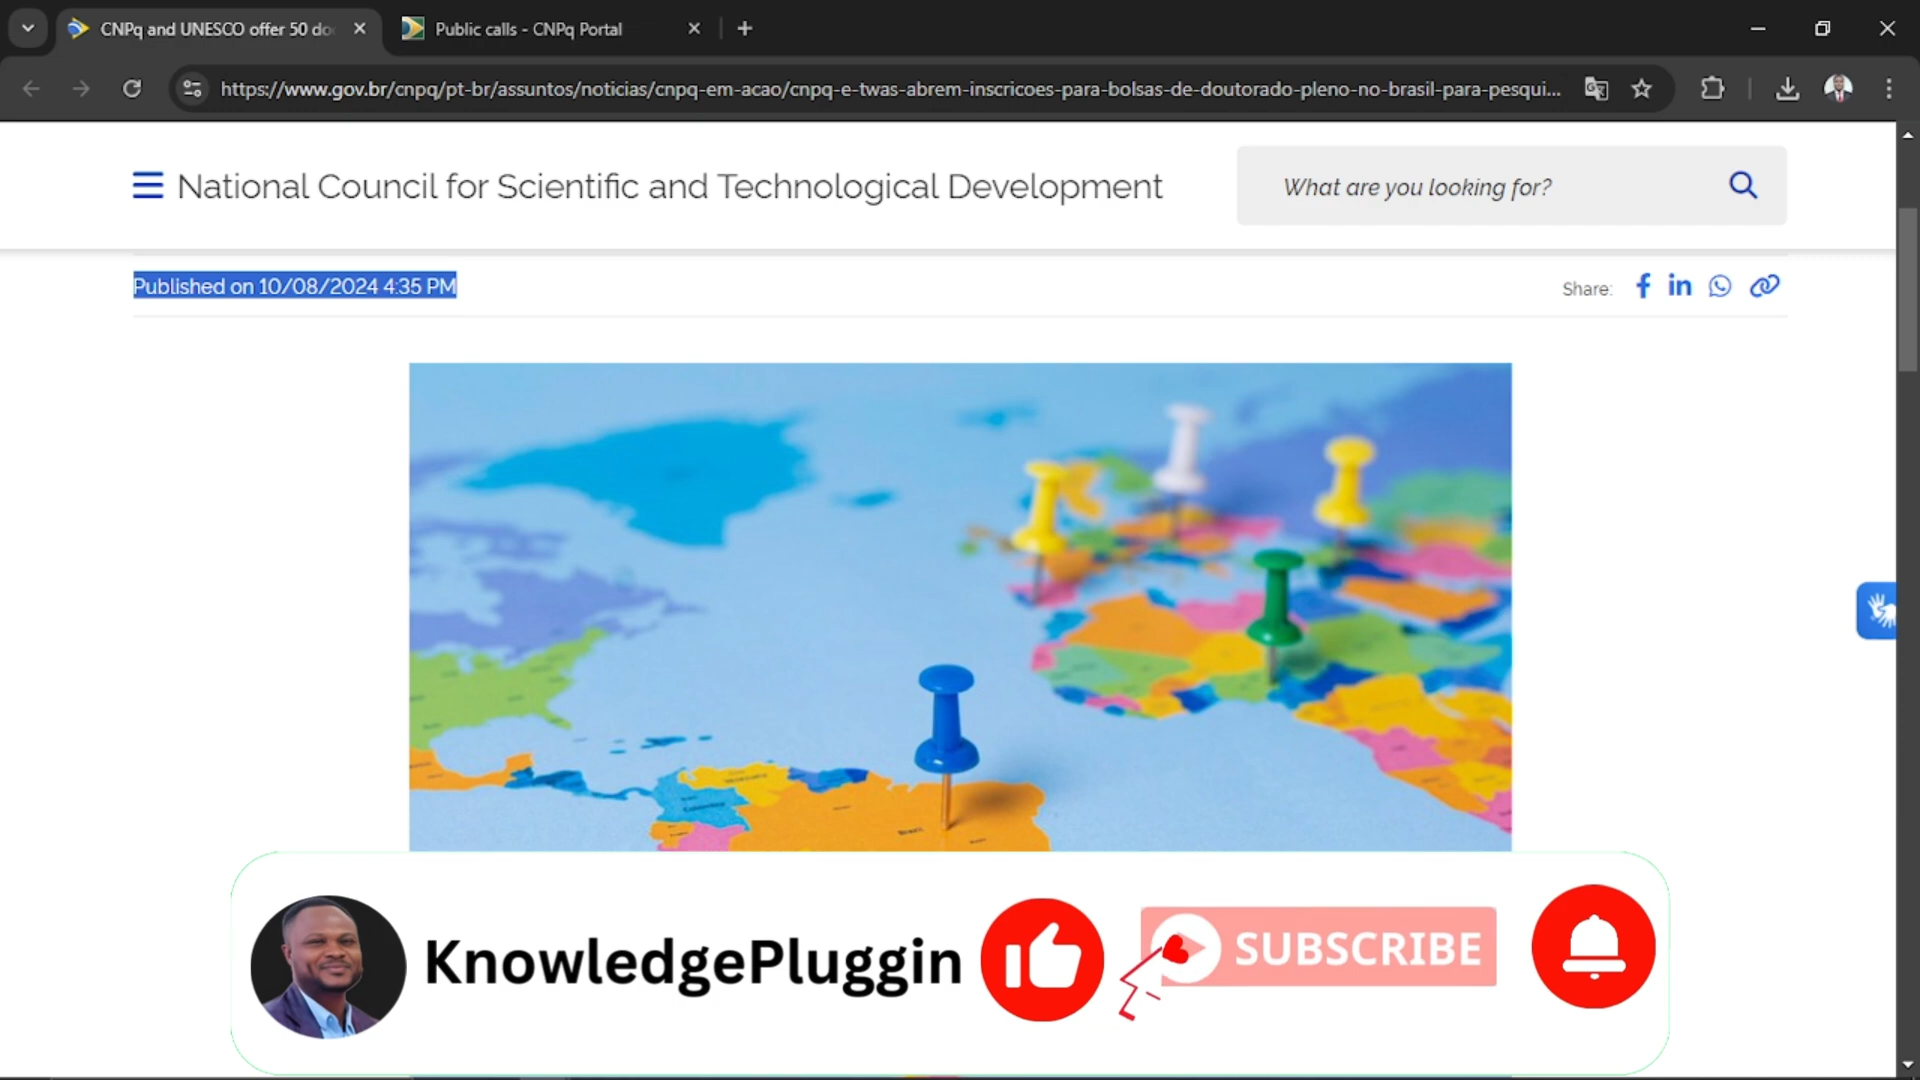 CNPq and UNESCO offer 50 do
Public calls - CNPq Portal
https://www.gov.br/cnpq/pt-br/assuntos/noticias/cnpq-em-acao/cnpq-e-twas-abrem-inscricoes-para-bolsas-de-doutorado-pleno-no-brasil-para-pesqui...
National Council for Scientific and Technological Development
What are you looking for?
Published on 10/08/2024 4:35 PM
Share:
Brazil
KnowledgePluggin
SUBSCRIBE